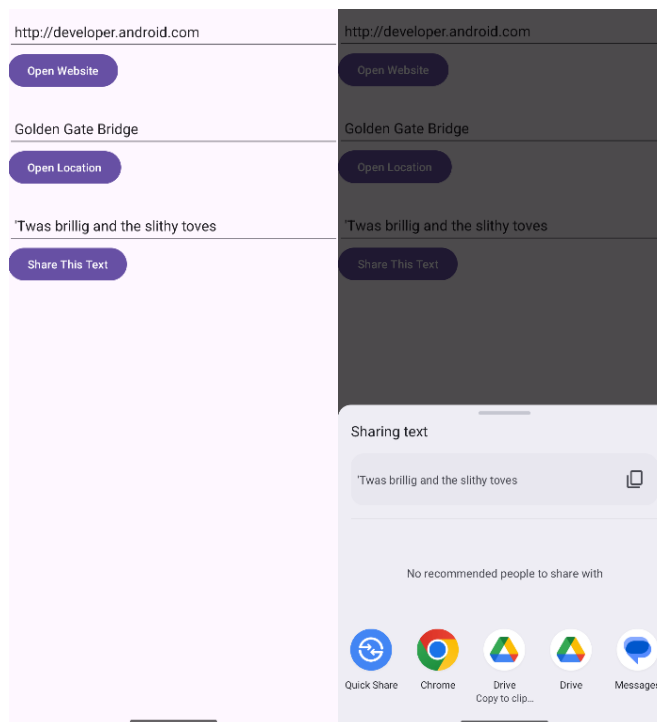 http://developer.android.com
Open Website
Golden Gate Bridge
Open Location
'Twas brillig and the slithy toves
Share This Text
http://developer.android.com
Open Website
Golden Gate Bridge
Open Location
'Twas brillig and the slithy toves
Share This Text
Sharing text
'Twas brillig and the slithy toves
No recommended people to share with
Quick Share Chrome Drive Drive Messages
Copy to clip...